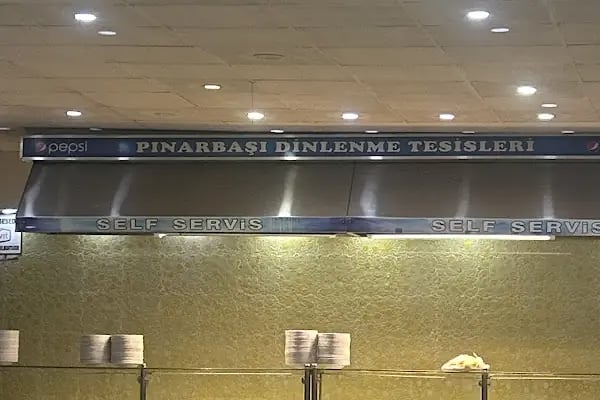 pepsi PINARBAŞI DİNLENME TESİSLERİ
SELF SERVİS SELF SERVİS